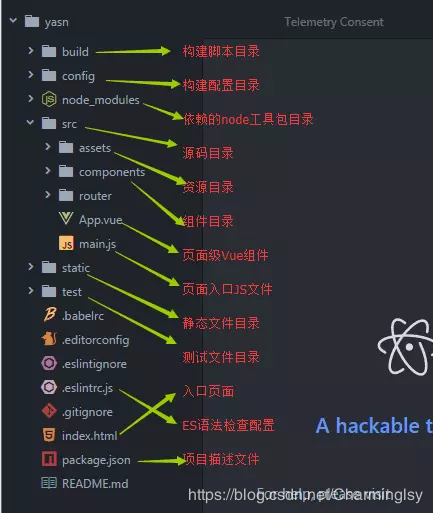 yasn
Telemetry Consent
build
构建脚本目录
config
构建配置目录
node_modules
依赖的node工具包目录
src
源码目录
assets
资源目录
components
组件目录
router
App.vue
页面级Vue组件
main.js
页面入口JS文件
static
静态文件目录
test
测试文件目录
.babelrc
.editorconfig
.eslintignore
入口页面
.eslintrc.js
ES语法检查配置
.gitignore
A hackable t
index.html
package.json
项目描述文件
README.md
For help, please visit
https://blog.csdn.net/Charminglsy